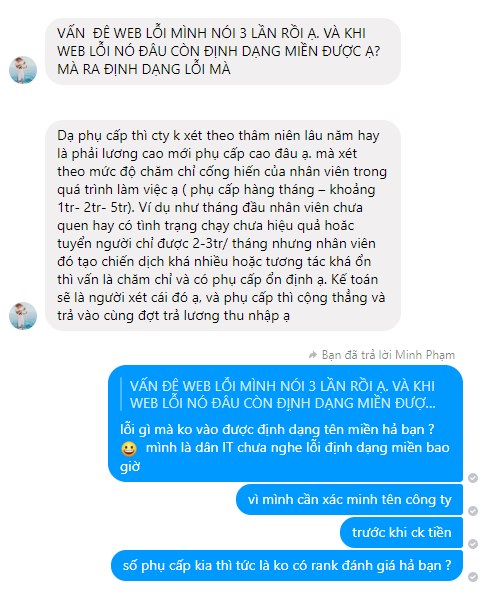 VẤN  ĐỀ WEB LỖI MÌNH NÓI 3 LẦN RỒI Ạ. VÀ KHI
WEB LỖI NÓ ĐÂU CÒN ĐỊNH DẠNG MIỀN ĐƯỢC Ạ?
MÀ RA ĐỊNH DẠNG LỖI MÀ
Dạ phụ cấp thì cty k xét theo thâm niên lâu năm hay
là phải lương cao mới phụ cấp cao đâu ạ. mà xét
theo mức độ chăm chỉ cống hiến của nhân viên trong
quá trình làm việc ạ ( phụ cấp hàng tháng – khoảng
1tr- 2tr- 5tr). Ví dụ như tháng đầu nhân viên chưa
quen hay có tình trạng chạy chưa hiệu quả hoặc
tuyển người chỉ được 2-3tr/ tháng nhưng nhân viên
đó tạo chiến dịch khá nhiều hoặc tương tác khá ổn
thì vẫn là chăm chỉ và có phụ cấp ổn định ạ. Kế toán
sẽ là người xét cái đó ạ, và phụ cấp thì cộng thẳng và
trả vào cùng đợt trả lương thu nhập ạ
Bạn đã trả lời Minh Phạm
VẤN ĐỀ WEB LỖI MÌNH NÓI 3 LẦN RỒI Ạ. VÀ KHI
WEB LỖI NÓ ĐÂU CÒN ĐỊNH DẠNG MIỀN ĐƯỢ...
lỗi gì mà ko vào được định dạng tên miền hả bạn ?
😀 mình là dân IT chưa nghe lỗi định dạng miền bao
giờ
vì mình cần xác minh tên công ty
trước khi ck tiền
số phụ cấp kia thì tức là ko có rank đánh giá hả bạn ?